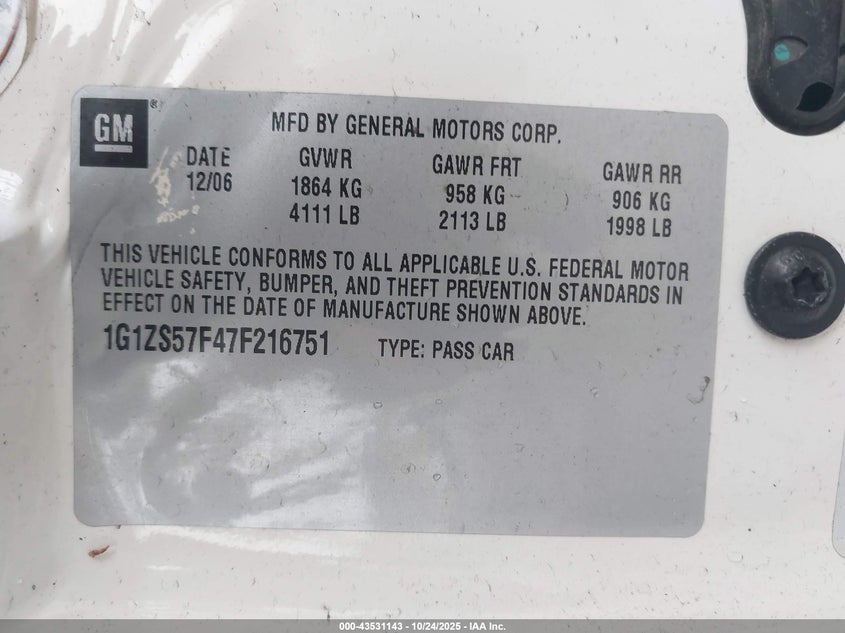 GM®
MFD BY GENERAL MOTORS CORP.
DATE GVWR GAWR FRT GAWR RR
12/06 1864 KG 958 KG 906 KG
4111 LB 2113 LB 1998 LB
THIS VEHICLE CONFORMS TO ALL APPLICABLE U.S. FEDERAL MOTOR
VEHICLE SAFETY, BUMPER, AND THEFT PREVENTION STANDARDS IN
EFFECT ON THE DATE OF MANUFACTURE SHOWN ABOVE.
1G1ZS57F47F216751 TYPE: PASS CAR
000-43531143 - 10/24/2025 - IAA Inc.